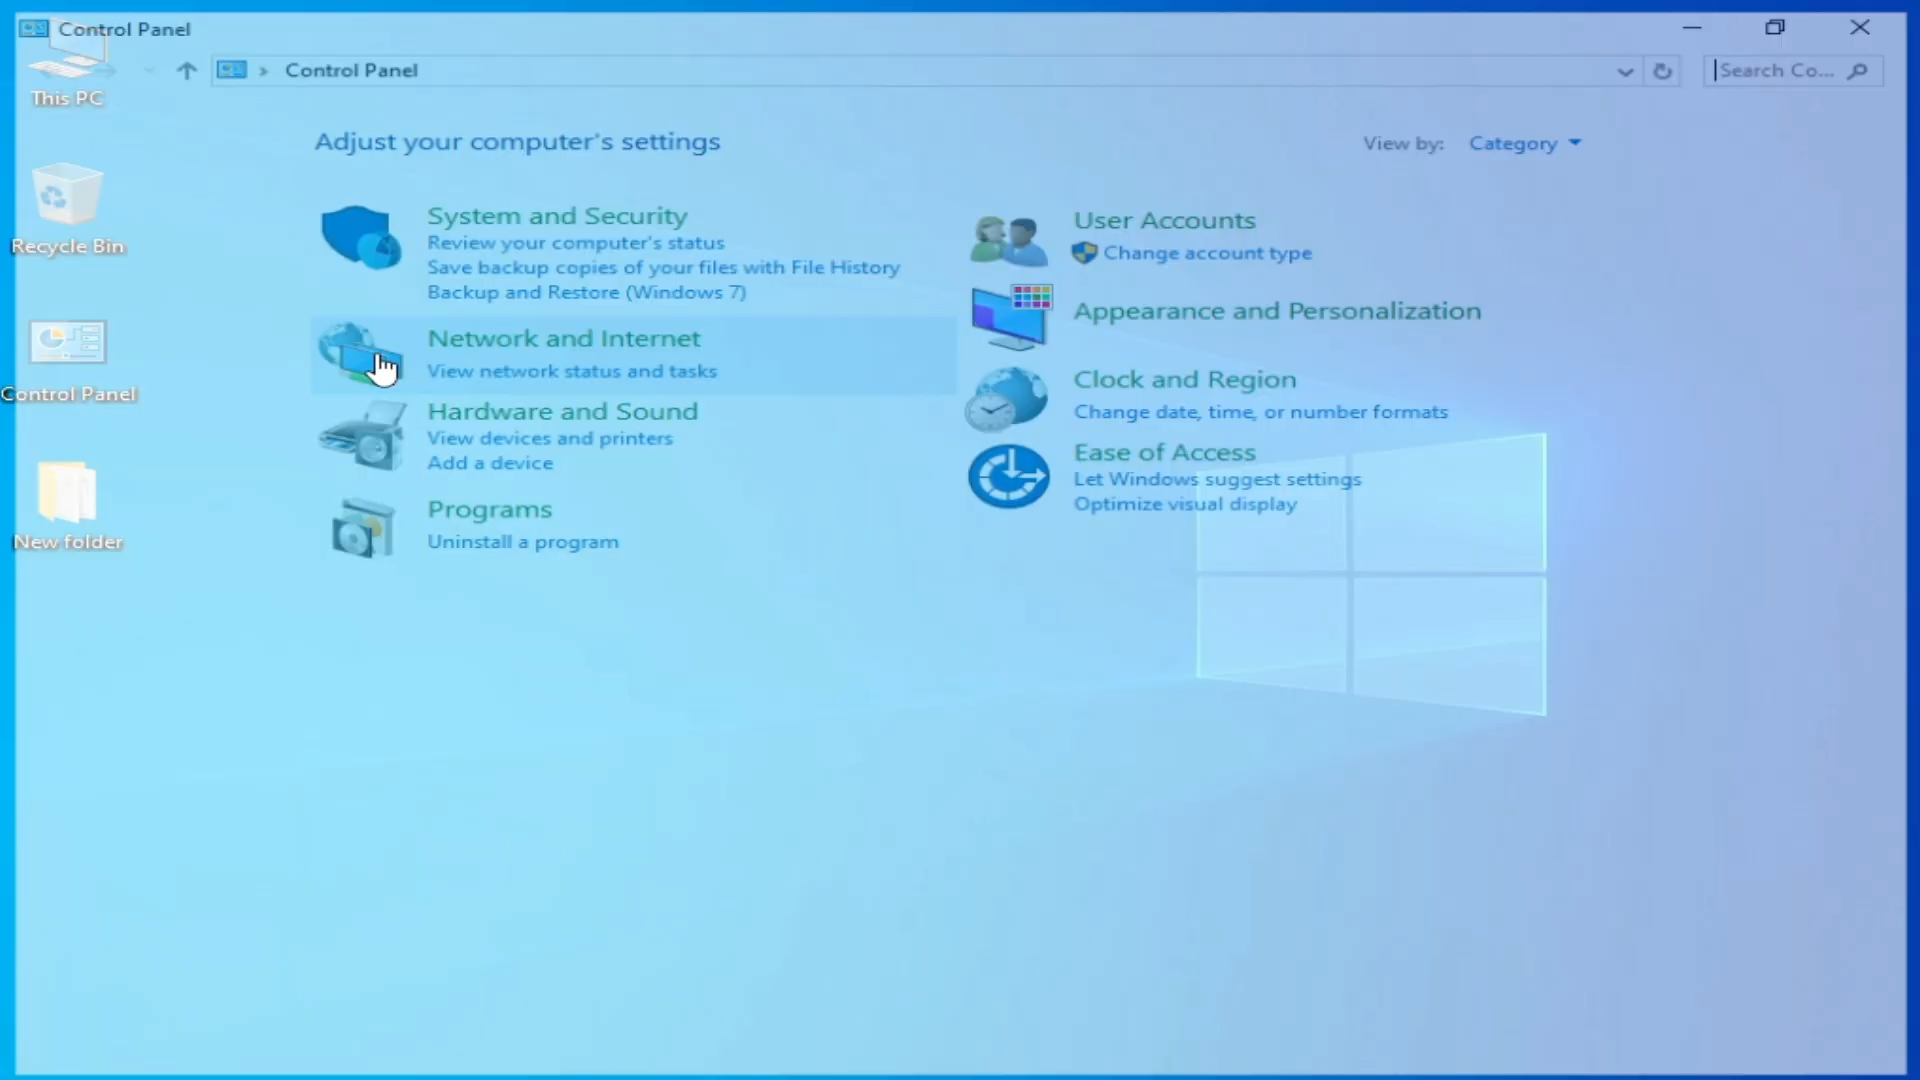 Control Panel
Control Panel
Search Co...
This PC
Recycle Bin
Control Panel
New folder
Adjust your computer's settings
View by: Category
System and Security
Review your computer's status
Save backup copies of your files with File History
Backup and Restore (Windows 7)
Network and Internet
View network status and tasks
Hardware and Sound
View devices and printers
Add a device
Programs
Uninstall a program
User Accounts
Change account type
Appearance and Personalization
Clock and Region
Change date, time, or number formats
Ease of Access
Let Windows suggest settings
Optimize visual display